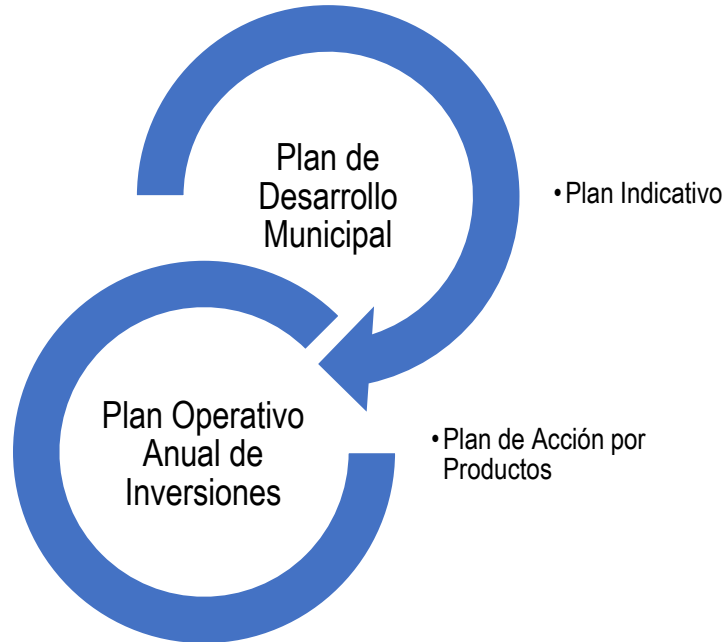 Plan de
Desarrollo
Municipal
• Plan Indicativo
Plan Operativo
Anual de
Inversiones
• Plan de Acción por
Productos